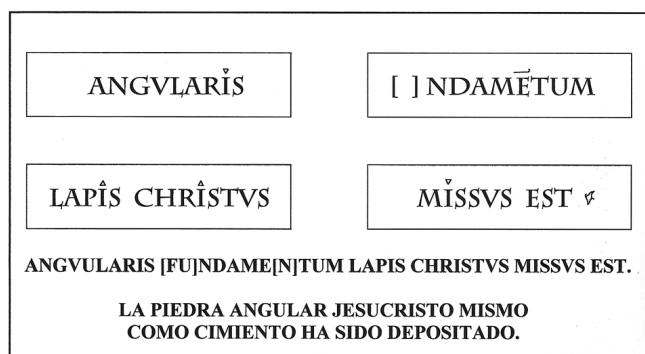 ANGVLARIS
[ ] NDAMĒTUM
LAPIS CHRISTVS
MISSVS EST
ANGVULARIS [FU]NDAME[N]TUM LAPIS CHRISTVS MISSVS EST.
LA PIEDRA ANGULAR JESUCRISTO MISMO
COMO CIMIENTO HA SIDO DEPOSITADO.